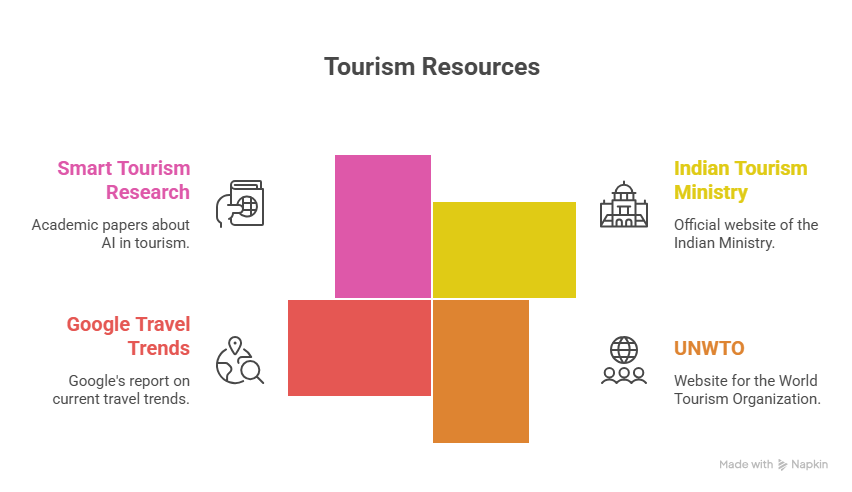 Tourism Resources
Smart Tourism
Research
Academic papers about
AI in tourism.
Indian Tourism
Ministry
Official website of the
Indian Ministry.
Google Travel
Trends
Google's report on
current travel trends.
UNWTO
Website for the World
Tourism Organization.
Made with Napkin